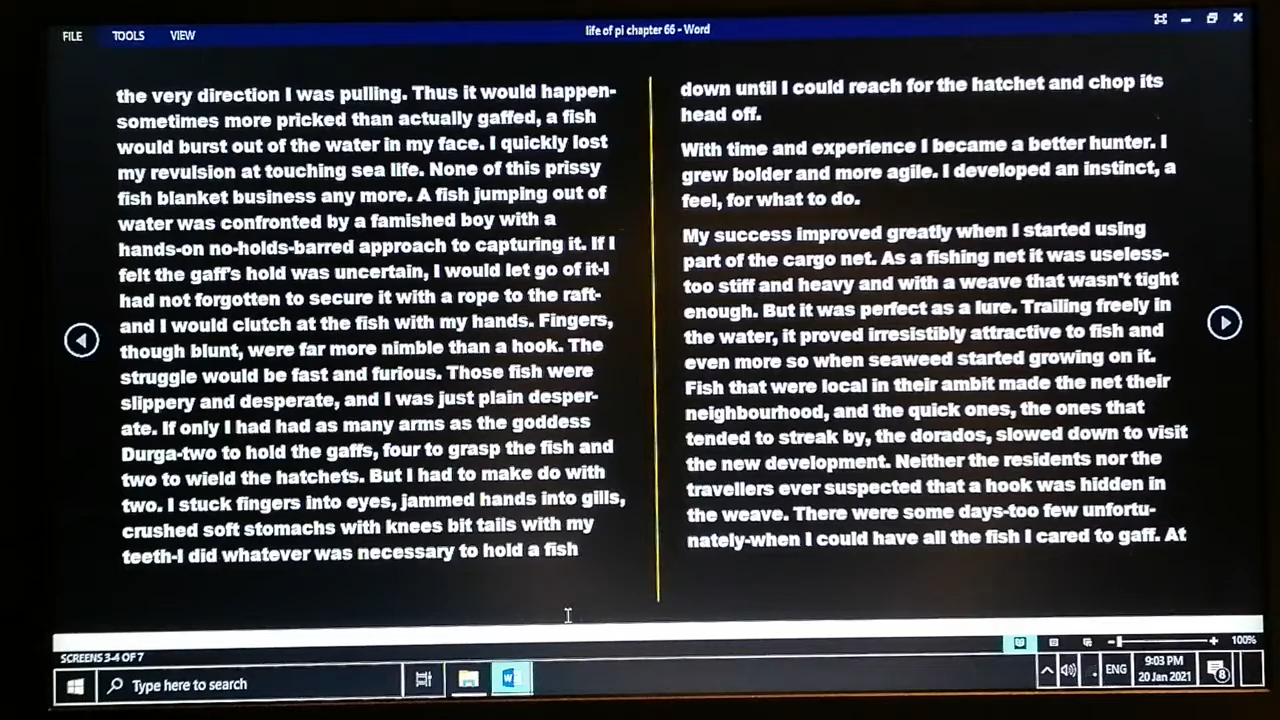 FILE TOOLS VIEW
life of pi chapter 66 - Word
the very direction I was pulling. Thus it would happen-
sometimes more pricked than actually gaffed, a fish
would burst out of the water in my face. I quickly lost
my revulsion at touching sea life. None of this prissy
fish blanket business any more. A fish jumping out of
water was confronted by a famished boy with a
hands-on no-holds-barred approach to capturing it. If I
felt the gaff's hold was uncertain, I would let go of it-I
had not forgotten to secure it with a rope to the raft-
and I would clutch at the fish with my hands. Fingers,
though blunt, were far more nimble than a hook. The
struggle would be fast and furious. Those fish were
slippery and desperate, and I was just plain desper-
ate. If only I had had as many arms as the goddess
Durga-two to hold the gaffs, four to grasp the fish and
two to wield the hatchets. But I had to make do with
two. I stuck fingers into eyes, jammed hands into gills,
crushed soft stomachs with knees bit tails with my
teeth-I did whatever was necessary to hold a fish
down until I could reach for the hatchet and chop its
head off.
With time and experience I became a better hunter. I
grew bolder and more agile. I developed an instinct, a
feel, for what to do.
My success improved greatly when I started using
part of the cargo net. As a fishing net it was useless-
too stiff and heavy and with a weave that wasn't tight
enough. But it was perfect as a lure. Trailing freely in
the water, it proved irresistibly attractive to fish and
even more so when seaweed started growing on it.
Fish that were local in their ambit made the net their
neighbourhood, and the quick ones, the ones that
tended to streak by, the dorados, slowed down to visit
the new development. Neither the residents nor the
travellers ever suspected that a hook was hidden in
the weave. There were some days-too few unfortu-
nately-when I could have all the fish I cared to gaff. At
SCREENS 3-4 OF 7
100%
Type here to search
ENG
9:03 PM
20 Jan 2021
8